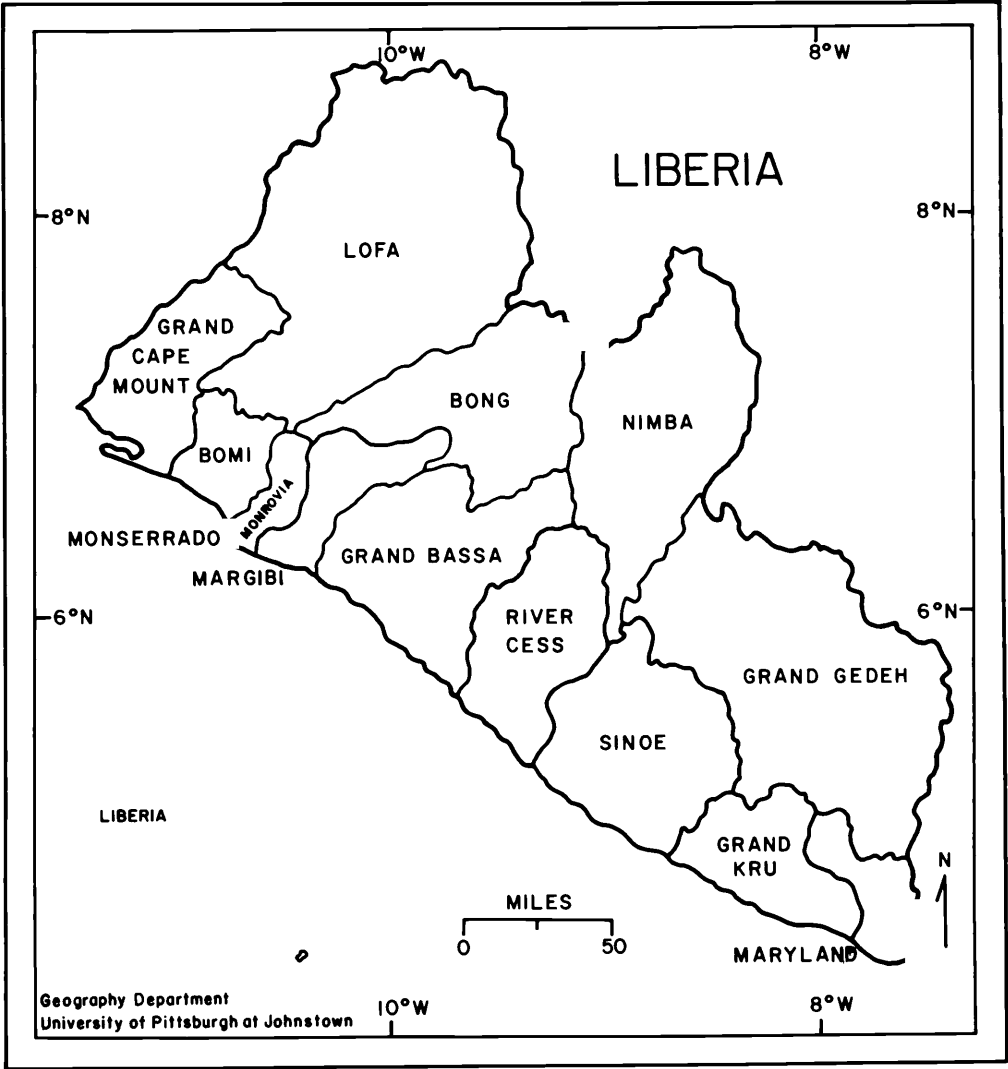 10°W
8°W
LIBERIA
8°N
8°N
LOFA
GRAND
CAPE
MOUNT
BONG
NIMBA
BOMI
MONROVIA
MONSERRADO
GRAND BASSA
MARGIBI
6°N
6°N
RIVER
CESS
GRAND GEDEH
SINOE
LIBERIA
GRAND
KRU
N
MILES
0
50
MARYLAND
Geography Department
University of Pittsburgh at Johnstown
10°W
8°W